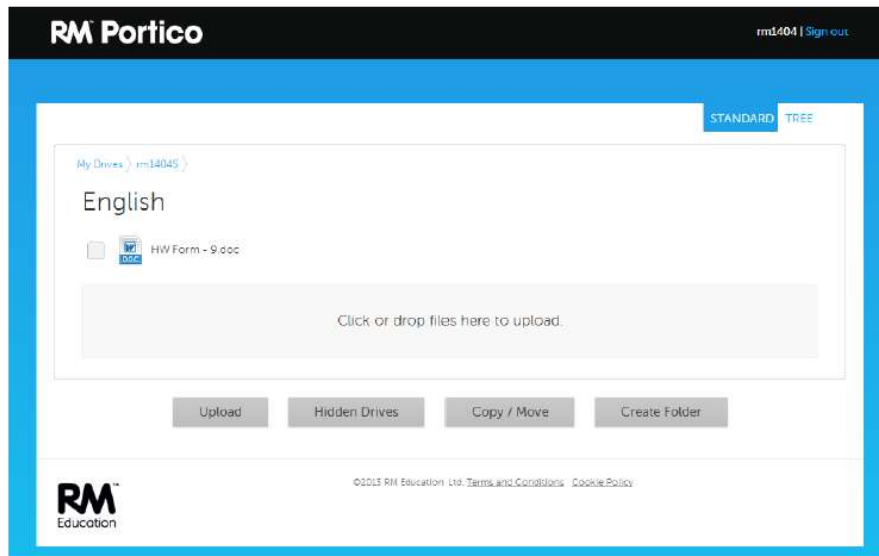 RM Portico
rm1404 | Sign out
STANDARD TREE
My Drives rm1404S
English
DOC HW Form - 9.doc
Click or drop files here to upload.
Upload Hidden Drives Copy / Move Create Folder
©2013 RM Education Ltd. Terms and Conditions Cookie Policy
RM™
Education